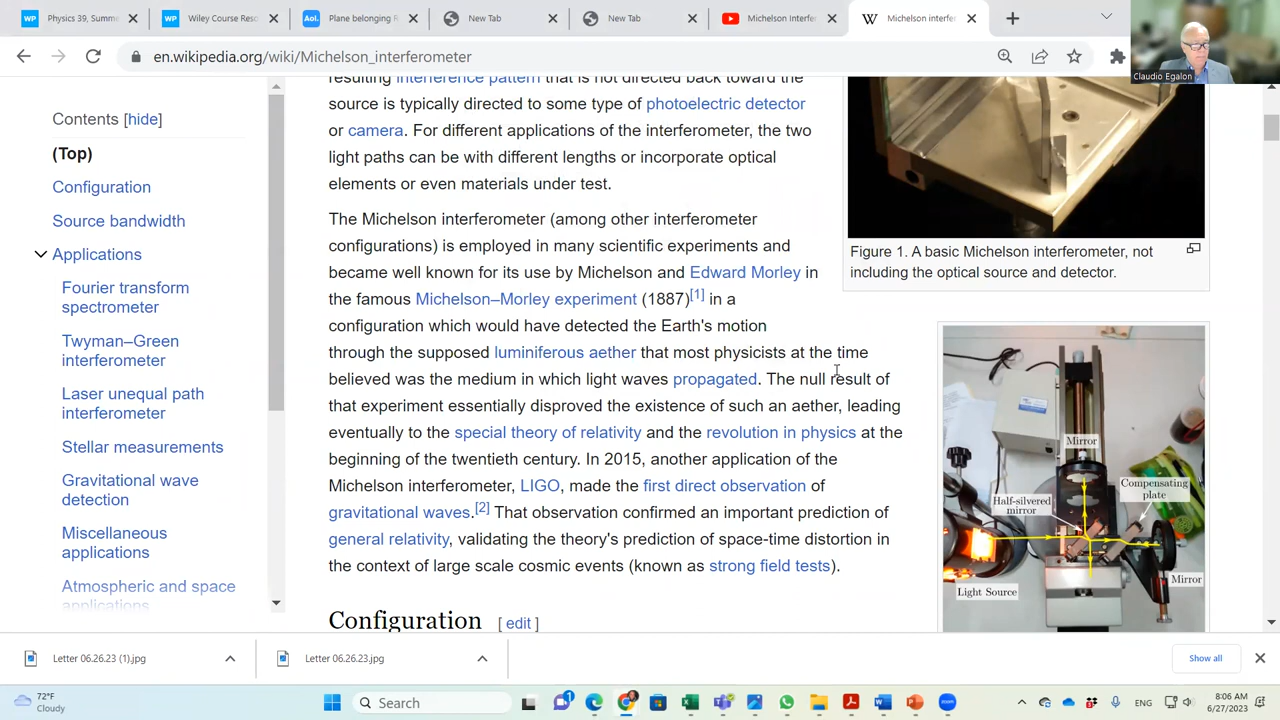 Physics 39, Summe
Wiley Course Res
Aol.
Plane belonging
New Tab
New Tab
Michelson Interfer
Michelson interfer
en.wikipedia.org/wiki/Michelson_interferometer
Claudio Egalon
Contents [hide]
(Top)
Configuration
Source bandwidth
Applications
Fourier transform
spectrometer
Twyman–Green
interferometer
Laser unequal path
interferometer
Stellar measurements
Gravitational wave
detection
Miscellaneous
applications
Atmospheric and space
applications
resulting interference pattern that is not directed back toward the
source is typically directed to some type of photoelectric detector
or camera. For different applications of the interferometer, the two
light paths can be with different lengths or incorporate optical
elements or even materials under test.
The Michelson interferometer (among other interferometer
configurations) is employed in many scientific experiments and
became well known for its use by Michelson and Edward Morley in
the famous Michelson–Morley experiment (1887)[1] in a
configuration which would have detected the Earth's motion
through the supposed luminiferous aether that most physicists at the time
believed was the medium in which light waves propagated. The null result of
that experiment essentially disproved the existence of such an aether, leading
eventually to the special theory of relativity and the revolution in physics at the
beginning of the twentieth century. In 2015, another application of the
Michelson interferometer, LIGO, made the first direct observation of
gravitational waves.[2] That observation confirmed an important prediction of
general relativity, validating the theory's prediction of space-time distortion in
the context of large scale cosmic events (known as strong field tests).
Configuration [ edit ]
Figure 1. A basic Michelson interferometer, not
including the optical source and detector.
Mirror
Compensating
plate
Half-silvered
mirror
Mirror
Light Source
Letter 06.26.23 (1).jpg
Letter 06.26.23.jpg
Show all
72°F
Cloudy
Search
1
ENG
8:06 AM
6/27/2023